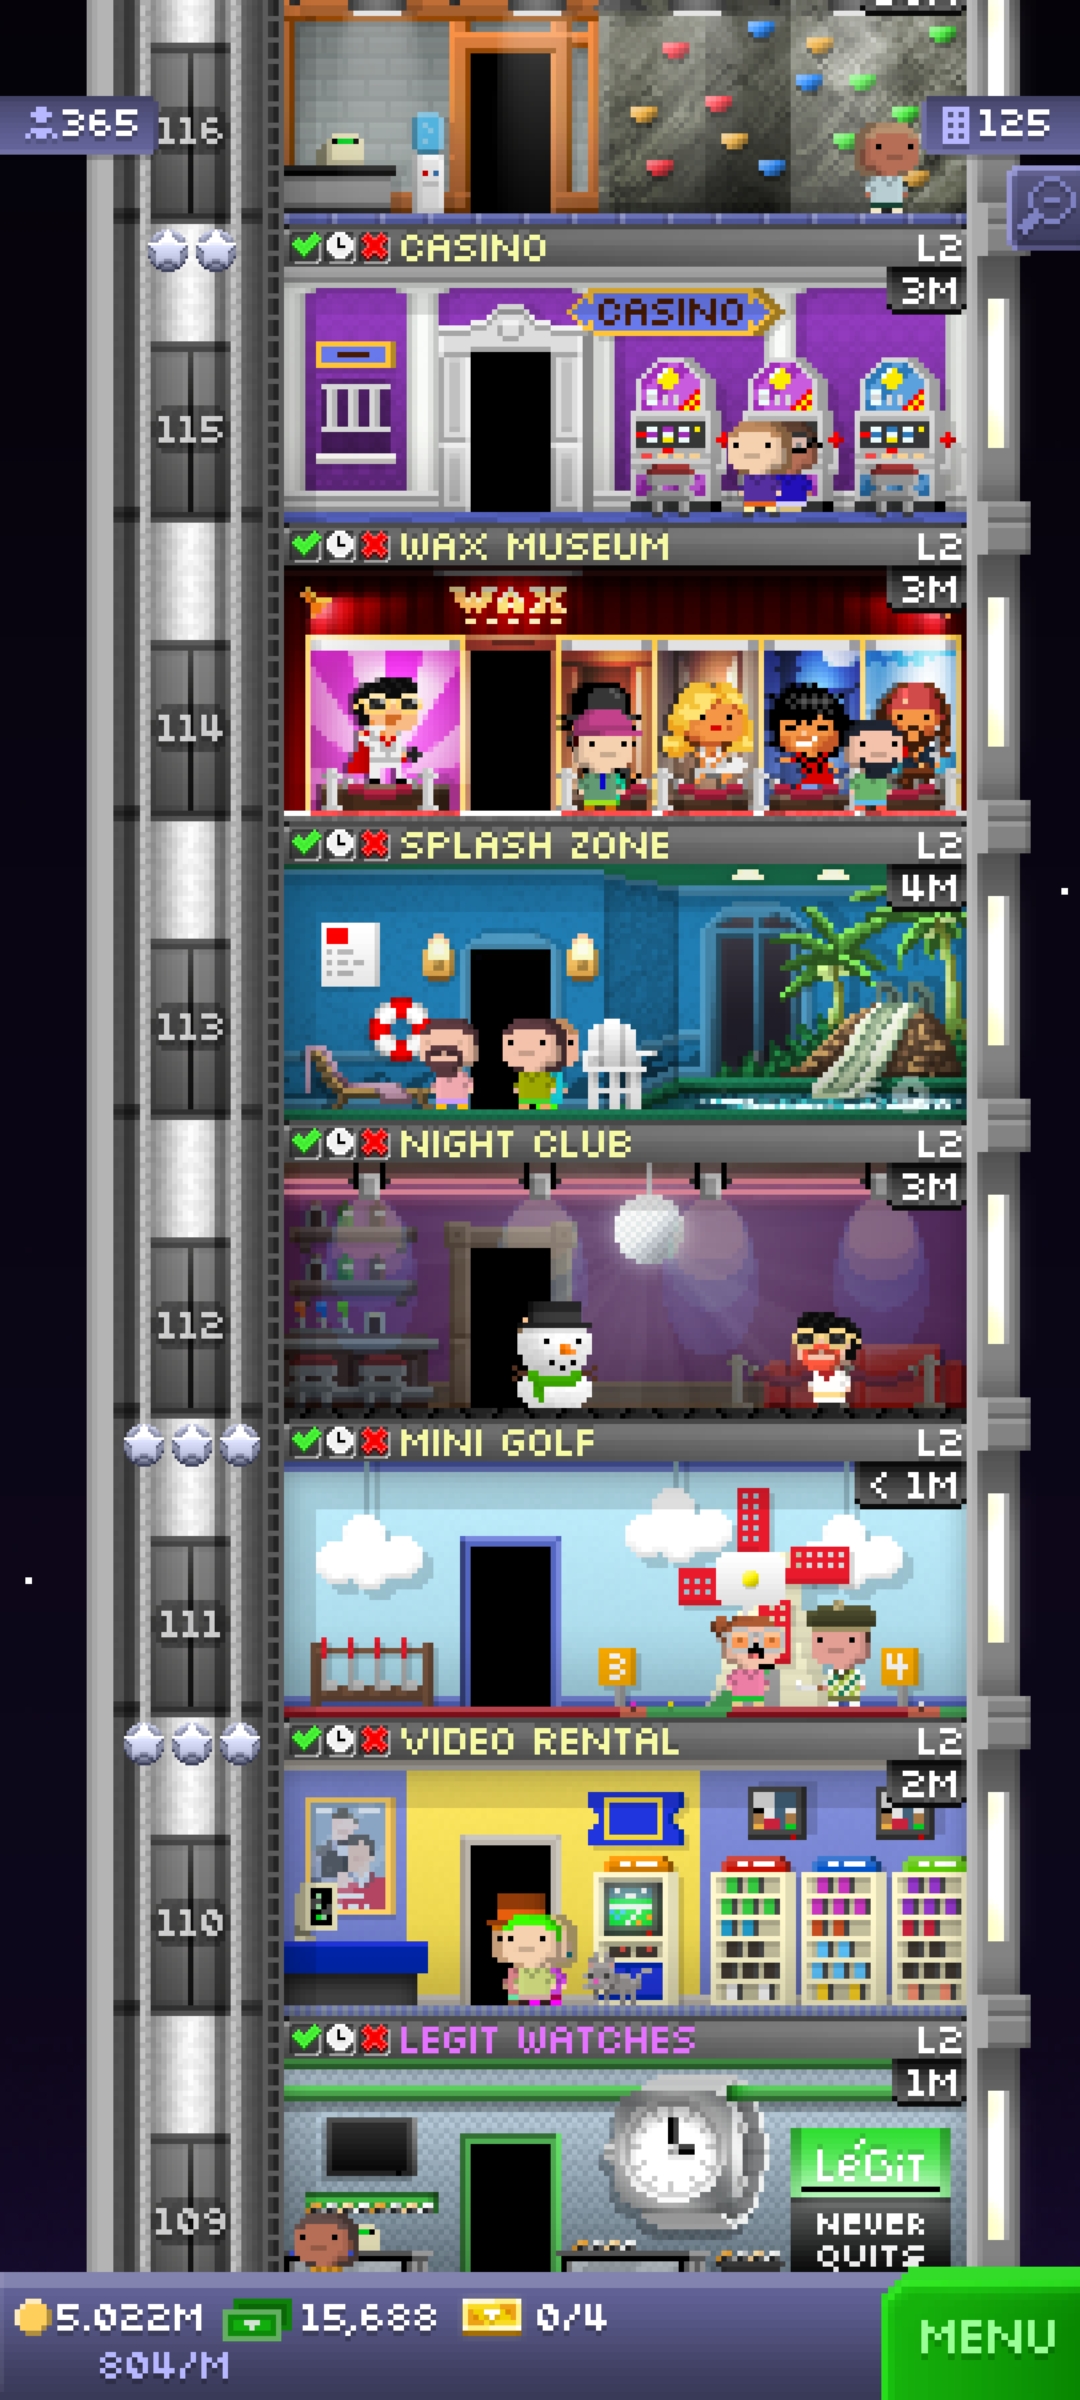 365
116
125
CASINO L2
3M
CASINO
115
WAX MUSEUM L2
3M
WAX
114
SPLASH ZONE L2
4M
113
NIGHT CLUB L2
3M
112
MINI GOLF L2
< 1M
111
3
4
VIDEO RENTAL L2
2M
110
LEGIT WATCHES L2
1M
LéGiT
109
NEVER
QUITS
5.022M 15,688 0/4
MENU
804/M